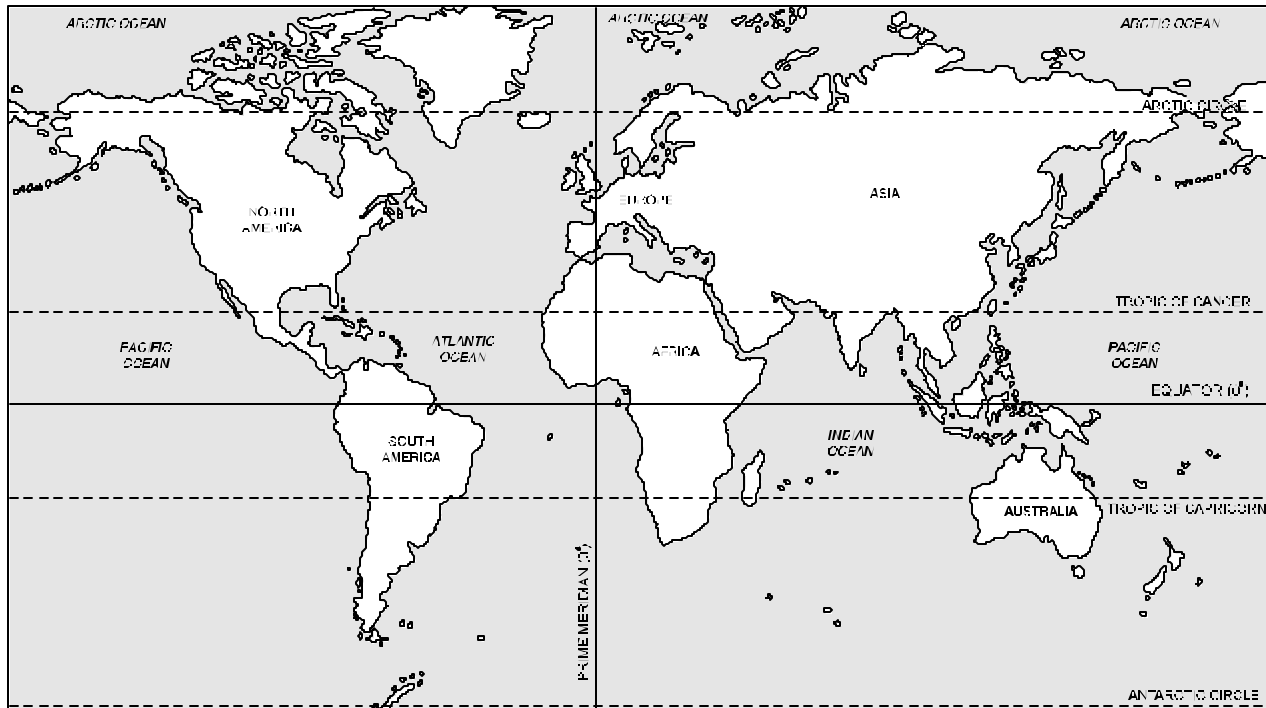 ARCTIC OCEAN
ARCTIC OCEAN
ARCTIC OCEAN
ARCTIC CIRCLE
NORTH
AMERICA
EUROPE
ASIA
TROPIC OF CANCER
PACIFIC
OCEAN
ATLANTIC
OCEAN
AFRICA
PACIFIC
OCEAN
EQUATOR (0°)
SOUTH
AMERICA
INDIAN
OCEAN
AUSTRALIA
TROPIC OF CAPRICORN
PRIME MERIDIAN (0°)
ANTARCTIC CIRCLE